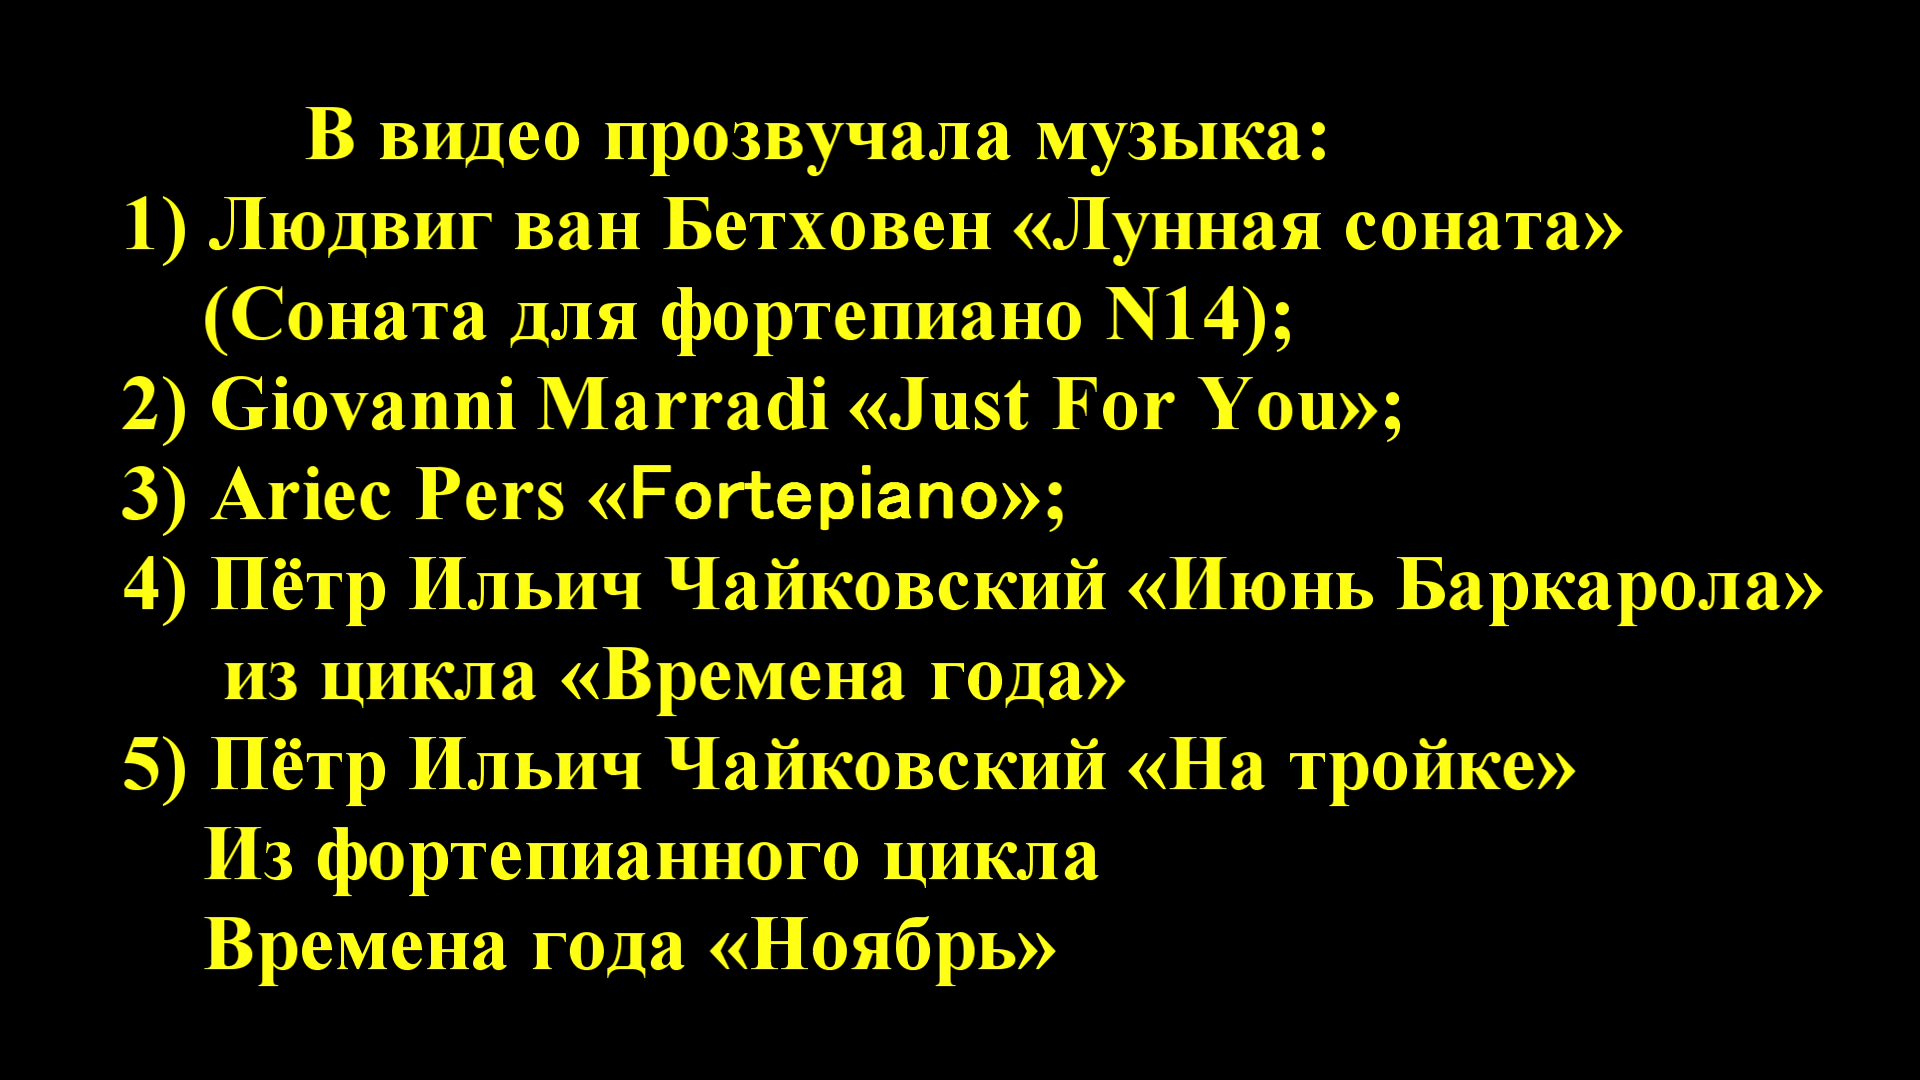 В видео прозвучала музыка:
1) Людвиг ван Бетховен «Лунная соната»
(Соната для фортепиано N14);
2) Giovanni Marradi «Just For You»;
3) Ariec Pers «Fortepiano»;
4) Пётр Ильич Чайковский «Июнь Баркарола»
из цикла «Времена года»
5) Пётр Ильич Чайковский «На тройке»
Из фортепианного цикла
Времена года «Ноябрь»